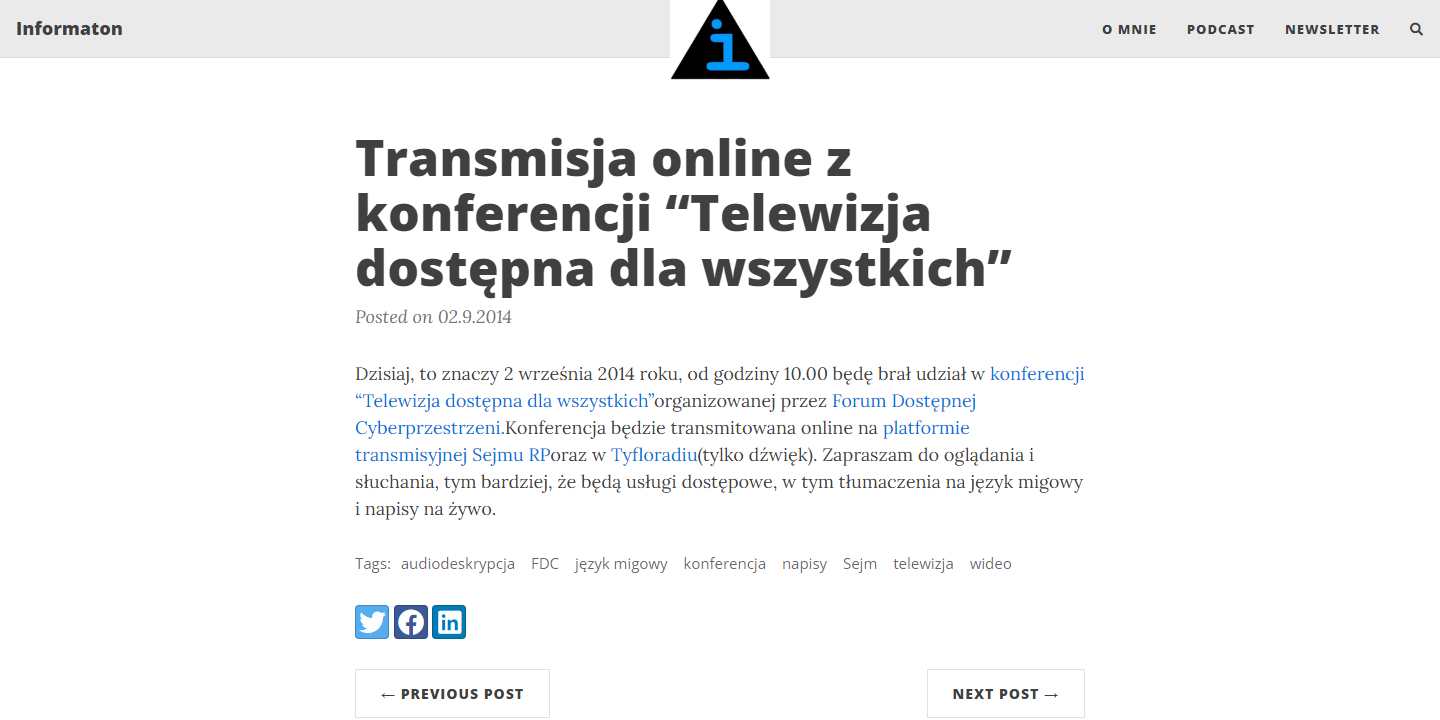 Informaton
i
O MNIE
PODCAST
NEWSLETTER
Transmisja online z
konferencji “Telewizja
dostępna dla wszystkich”
Posted on 02.9.2014
Dzisiaj, to znaczy 2 września 2014 roku, od godziny 10.00 będę brał udział w konferencji
“Telewizja dostępna dla wszystkich”organizowanej przez Forum Dostępnej
Cyberprzestrzeni.Konferencja będzie transmitowana online na platformie
transmisyjnej Sejmu RPoraz w Tyfloradiu(tylko dźwięk). Zapraszam do oglądania i
słuchania, tym bardziej, że będą usługi dostępowe, w tym tłumaczenia na język migowy
i napisy na żywo.
Tags: audiodeskrypcja FDC język migowy konferencja napisy Sejm telewizja wideo
← PREVIOUS POST
NEXT POST →